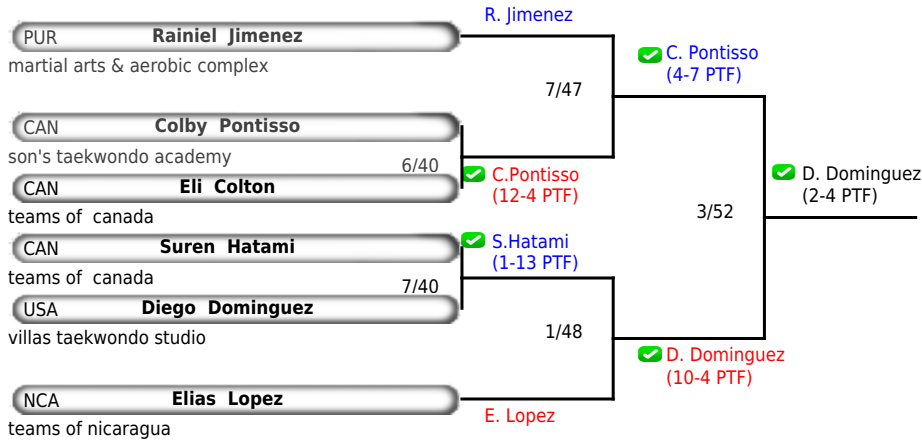 R. Jimenez
PUR Rainiel Jimenez
martial arts & aerobic complex
C. Pontisso
(4-7 PTF)
7/47
CAN Colby Pontisso
son's taekwondo academy
6/40
C.Pontisso
(12-4 PTF)
CAN Eli Colton
teams of canada
D. Dominguez
(2-4 PTF)
3/52
CAN Suren Hatami
teams of canada
S.Hatami
(1-13 PTF)
7/40
USA Diego Dominguez
villas taekwondo studio
1/48
D. Dominguez
(10-4 PTF)
NCA Elias Lopez
teams of nicaragua
E. Lopez